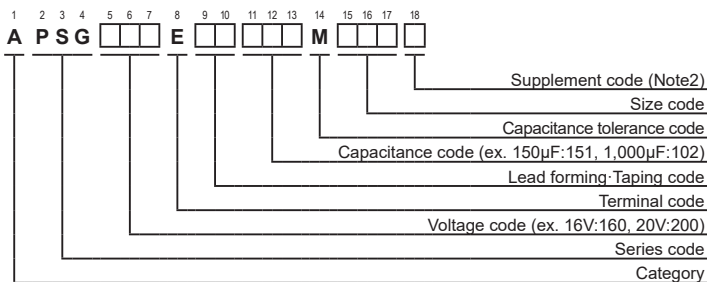 1 2 3 4 5 6 7 8 9 10 11 12 13 14 15 16 17 18
A P S G □□□ E □□ □□□ M □□□ □
Supplement code (Note2)
Size code
Capacitance tolerance code
Capacitance code (ex. 150µF:151, 1,000µF:102)
Lead forming·Taping code
Terminal code
Voltage code (ex. 16V:160, 20V:200)
Series code
Category